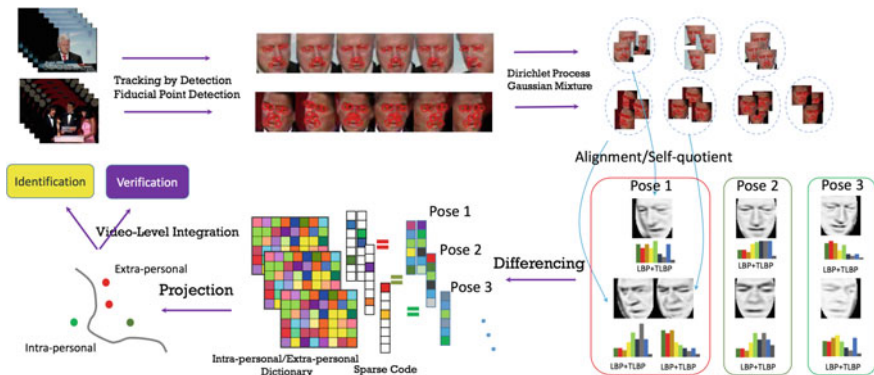 Tracking by Detection
Fiducial Point Detection
Dirichlet Process
Gaussian Mixture
Alignment/Self-quotient
Identification
Verification
Video-Level Integration
Extra-personal
Intra-personal
Projection
Intra-personal/Extra-personal
Dictionary
Sparse Code
Pose 1
Pose 2
Pose 3
Differencing
Pose 1
Pose 2
Pose 3
LBP+TLBP
LBP+TLBP
LBP+TLBP
LBP+TLBP
LBP+TLBP
LBP+TLBP
LBP+TLBP